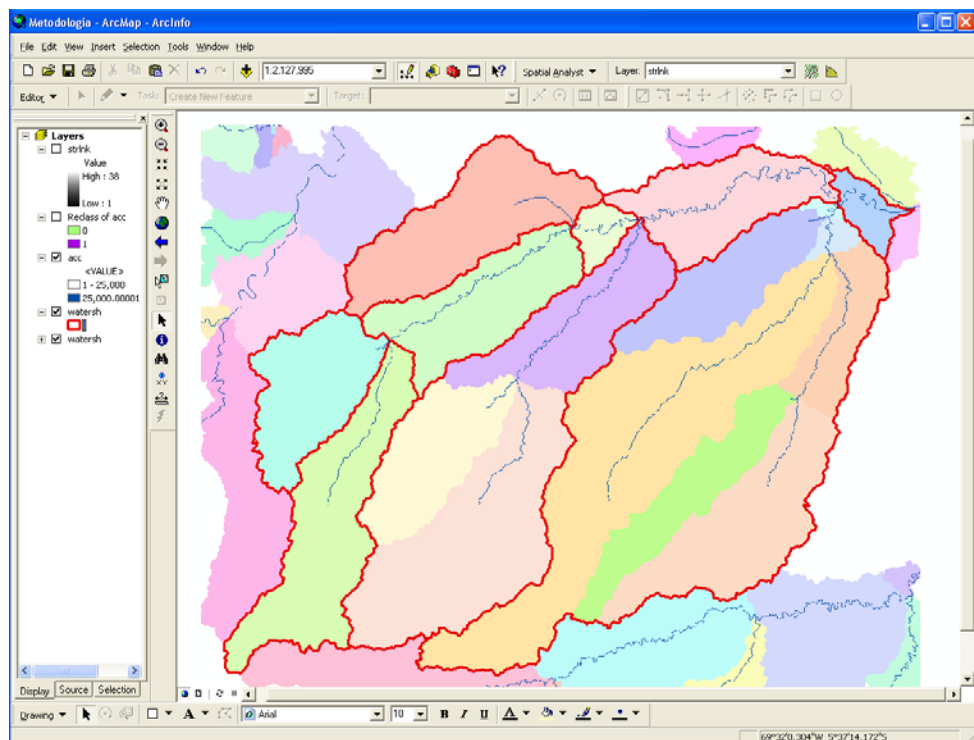 Metodologia - ArcMap - ArcInfo
File Edit View Insert Selection Tools Window Help
1:2,127,995
Spatial Analyst
Layer: strlnk
Editor
Task: Create New Feature
Target:
Layers
strlnk
Value
High : 38
Low : 1
Reclass of acc
0
1
acc
<VALUE>
1 - 25,000
25,000.00001
watersh
watersh
Display Source Selection
Drawing
A
Arial
10
B I U
A
69°32'0.304"W 5°37'14.172"S